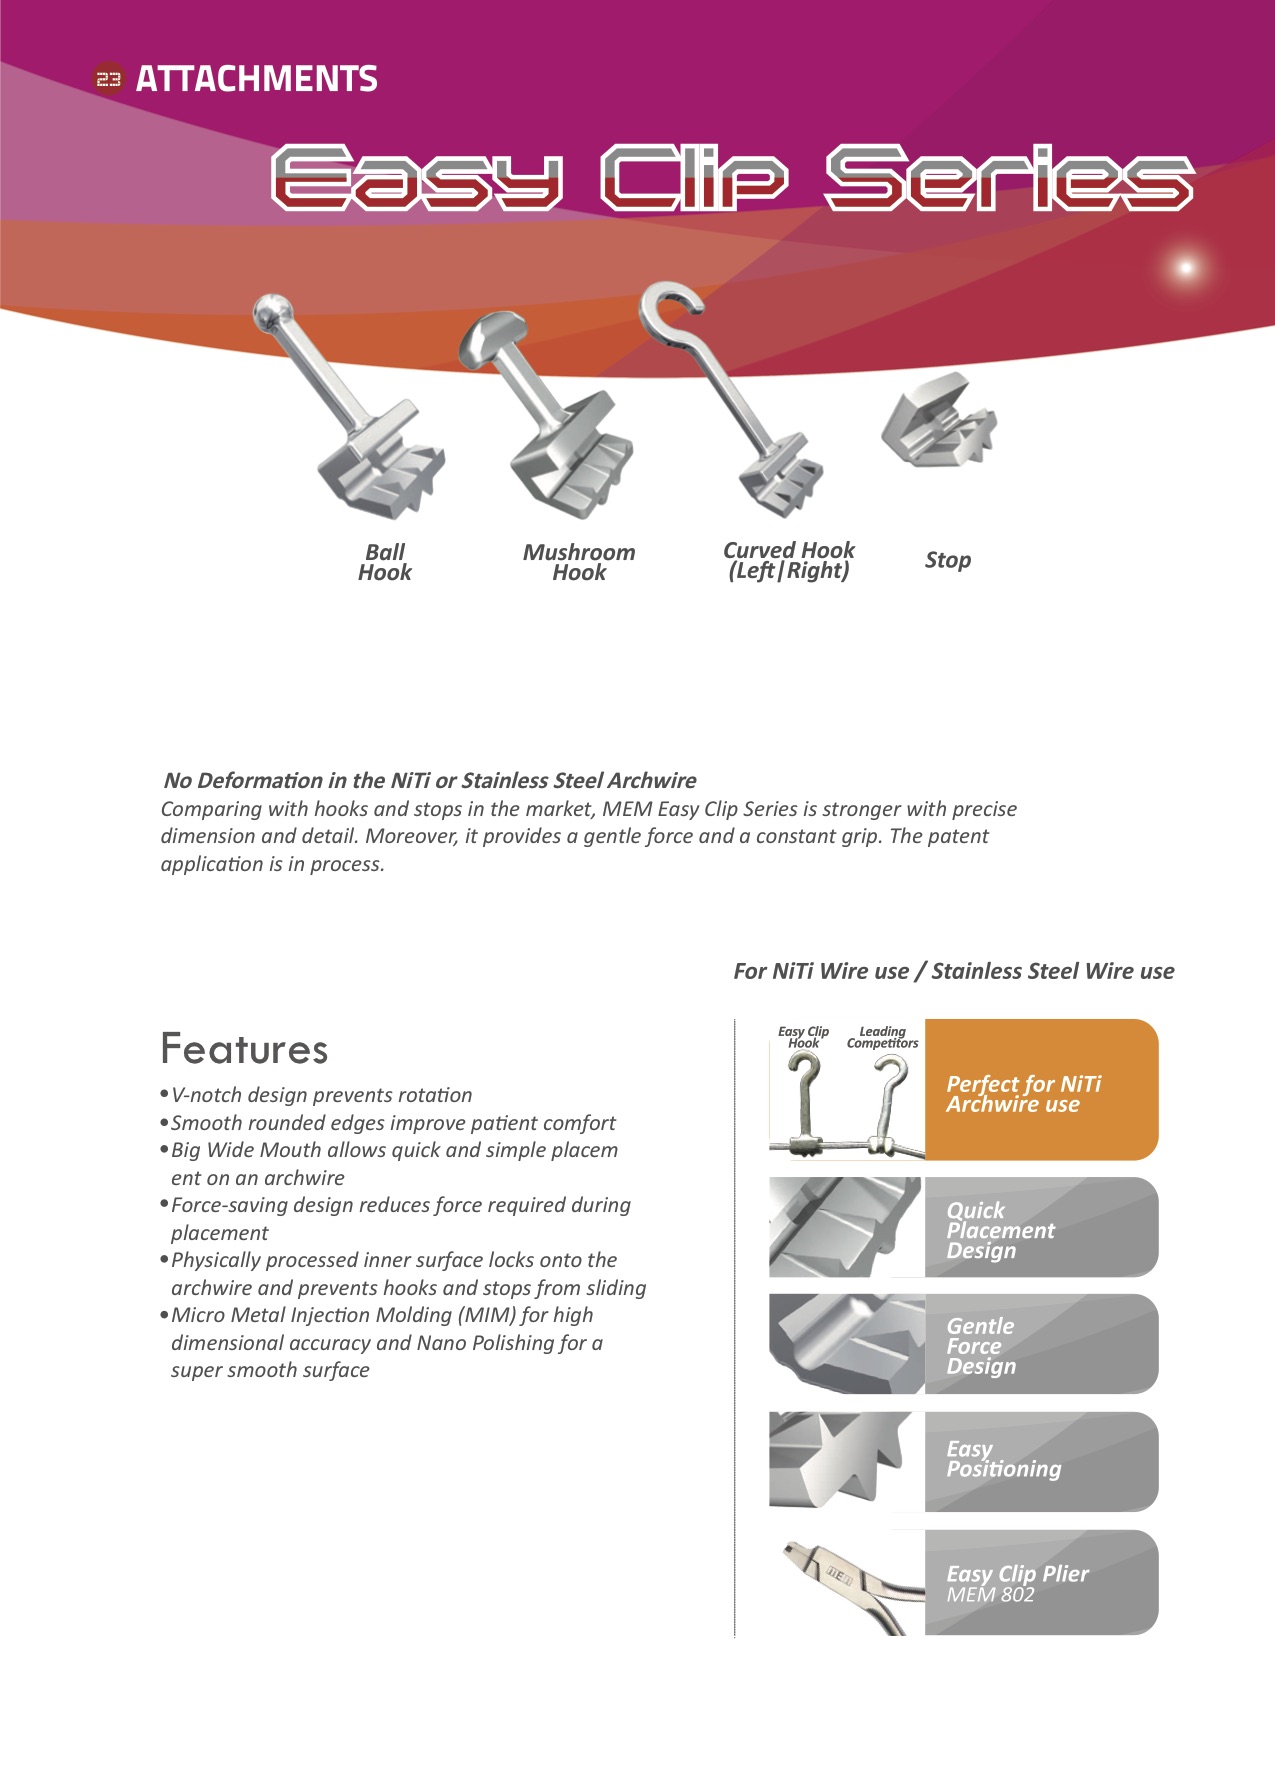 23 ATTACHMENTS
Easy Clip Series
Ball
Hook
Mushroom
Hook
Curved Hook
(Left|Right)
Stop
No Deformation in the NiTi or Stainless Steel Archwire
Comparing with hooks and stops in the market, MEM Easy Clip Series is stronger with precise
dimension and detail. Moreover, it provides a gentle force and a constant grip. The patent
application is in process.
For NiTi Wire use / Stainless Steel Wire use
Features
•V-notch design prevents rotation
•Smooth rounded edges improve patient comfort
•Big Wide Mouth allows quick and simple placem
ent on an archwire
•Force-saving design reduces force required during
placement
•Physically processed inner surface locks onto the
archwire and prevents hooks and stops from sliding
•Micro Metal Injection Molding (MIM) for high
dimensional accuracy and Nano Polishing for a
super smooth surface
Easy Clip
Hook
Leading
Competitors
Perfect for NiTi
Archwire use
Quick
Placement
Design
Gentle
Force
Design
Easy
Positioning
MEM
Easy Clip Plier
MEM 802